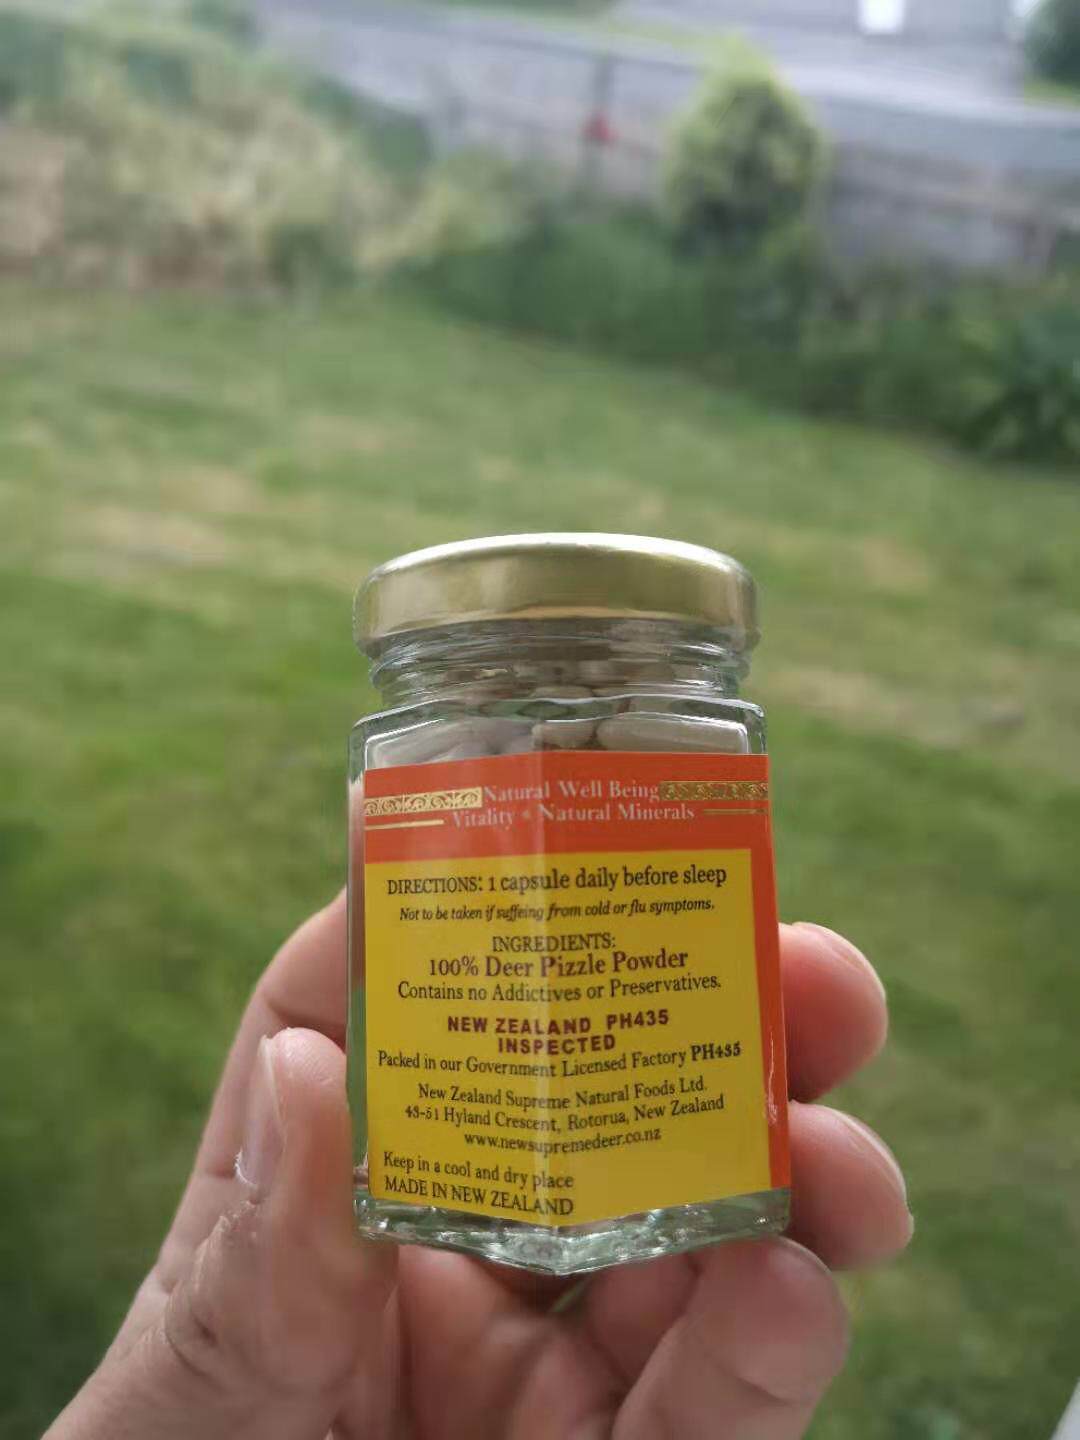 Natural Well Being
Vitality • Natural Minerals
DIRECTIONS: 1 capsule daily before sleep
Not to be taken if suffeing from cold or flu symptoms.
INGREDIENTS:
100% Deer Pizzle Powder
Contains no Addictives or Preservatives.
NEW ZEALAND PH435
INSPECTED
Packed in our Government Licensed Factory PH435
New Zealand Supreme Natural Foods Ltd.
43-51 Hyland Crescent, Rotorua, New Zealand
www.newsupremedeer.co.nz
Keep in a cool and dry place
MADE IN NEW ZEALAND